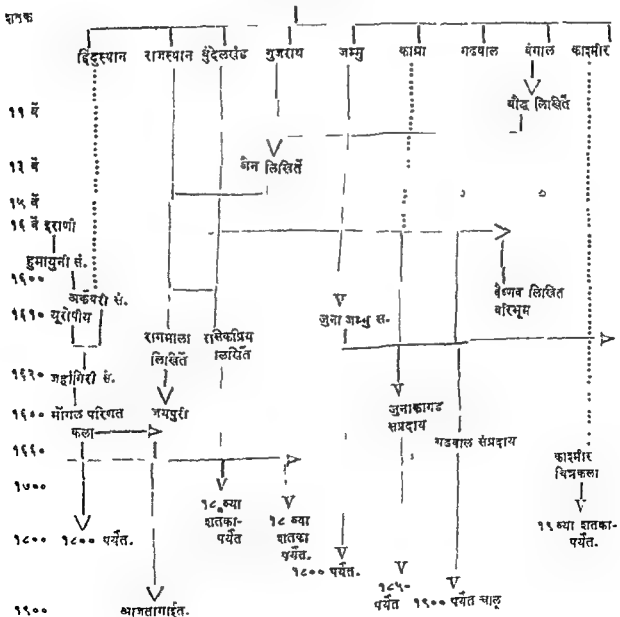 शतक
हिंदुस्थान राजस्थान बुंदेलखंड गुजराथ जम्मु काग्रा गढवाल बंगाल काश्मीर
११ वें
बौद्ध लिखितें
१३ वें
जैन लिखितें
१५ वें
१६ वें इराणी
हुमायुनी सं.
१६००
अकबरी सं.
१६१० यूरोपीय
वैष्णव लिखित
बारिभूम
जुना जम्मु स.
रागमाला
लिखितें
रसिकप्रिय
लिखित
१६२० जहांगिरी सं.
१६०० मोंगल परिणत
कला
जयपुरी
जुनाकागड
संप्रदाय
गढवाल संप्रदाय
१६६०
काश्मीर
चित्रकला
१७००
१८ व्या
शतका-
पर्यंत
१८ व्या
शतका
पर्यंत.
१९ व्या शतका-
पर्यंत.
१८०० १८०० पर्यंत.
१८०० पर्यंत.
१८५-
पर्यंत
१९०० पर्यंत चालू
१९०० आजतागाईत.